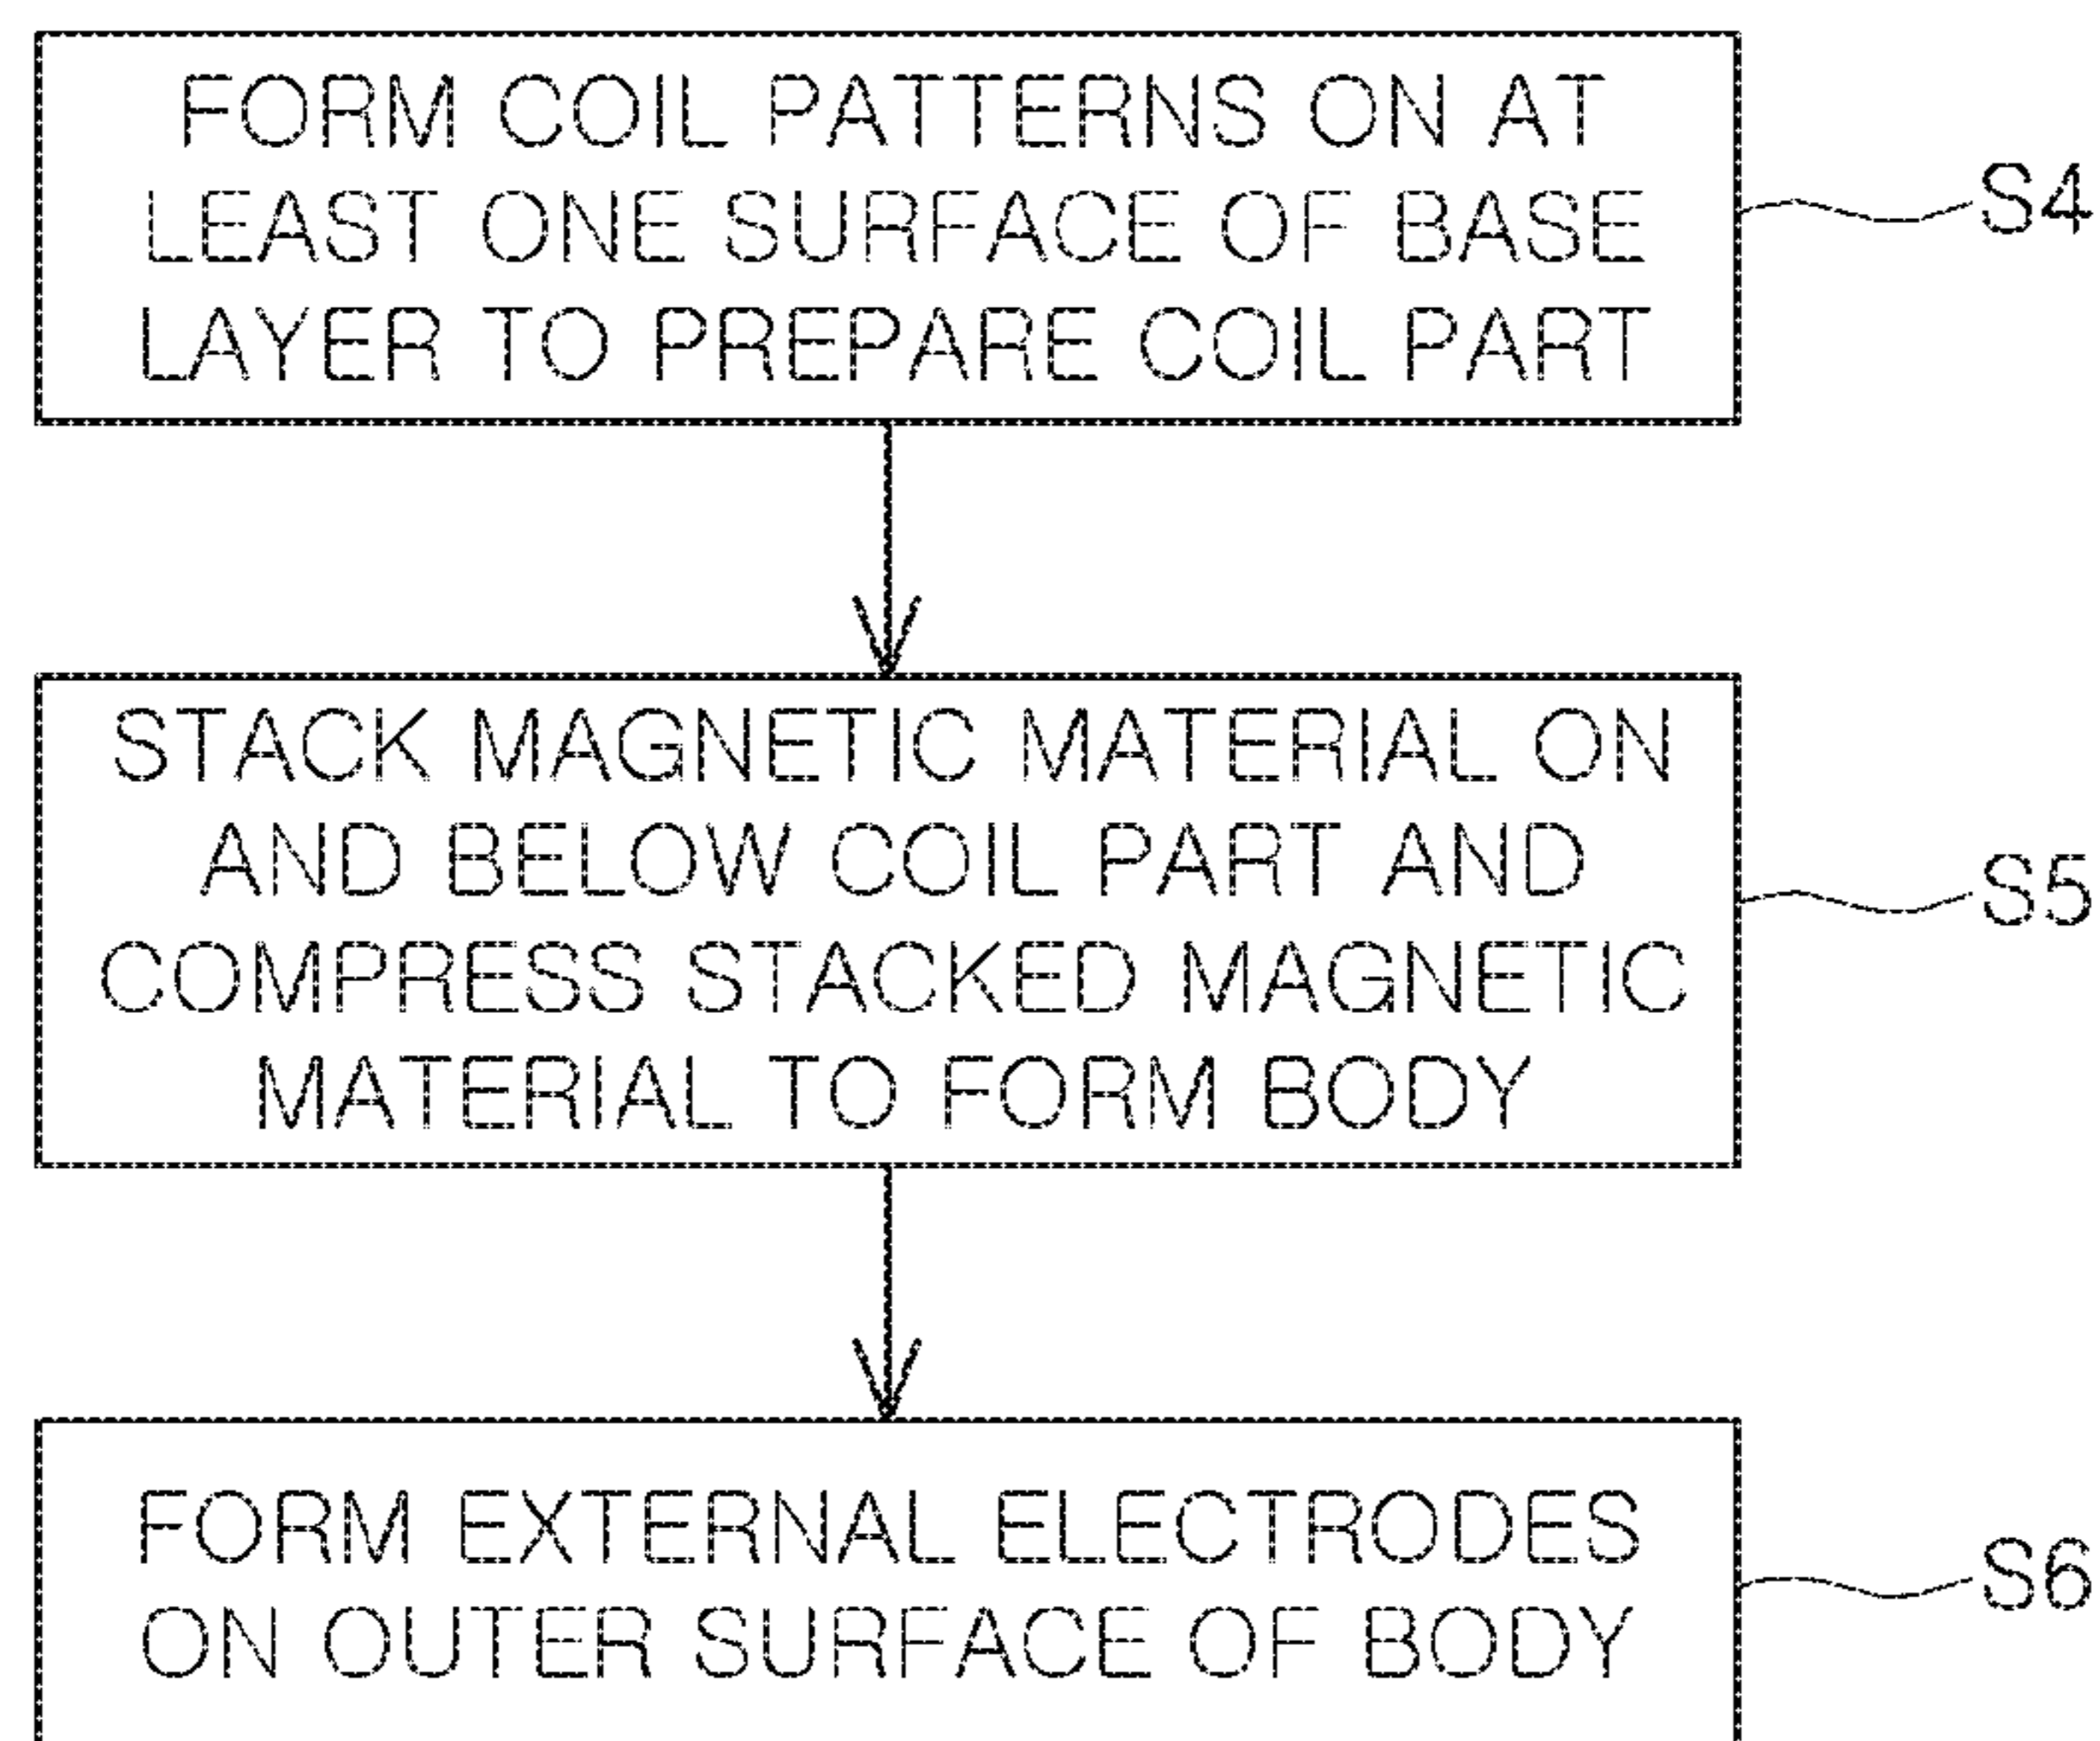 FORM COIL PATTERNS ON AT
LEAST ONE SURFACE OF BASE
LAYER TO PREPARE COIL PART
S4
STACK MAGNETIC MATERIAL ON
AND BELOW COIL PART AND
COMPRESS STACKED MAGNETIC
MATERIAL TO FORM BODY
S5
FORM EXTERNAL ELECTRODES
ON OUTER SURFACE OF BODY
S6